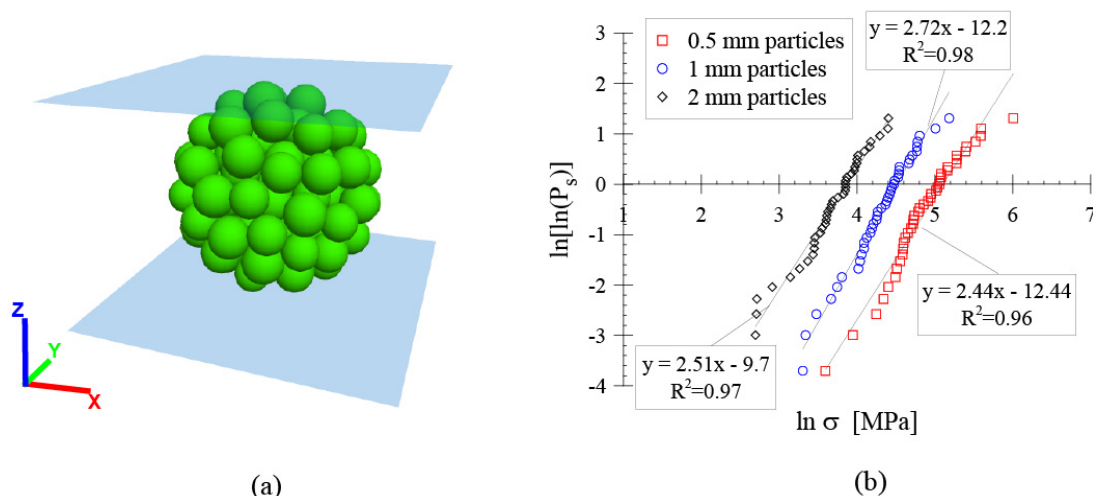 Z
Y
X
(a)
ln[ln(P_s)]
3
2
1
0
-1
-2
-3
-4
1
2
3
4
5
6
7
0.5 mm particles
1 mm particles
2 mm particles
y = 2.72x - 12.2
R²=0.98
y = 2.44x - 12.44
R²=0.96
y = 2.51x - 9.7
R²=0.97
ln σ [MPa]
(b)